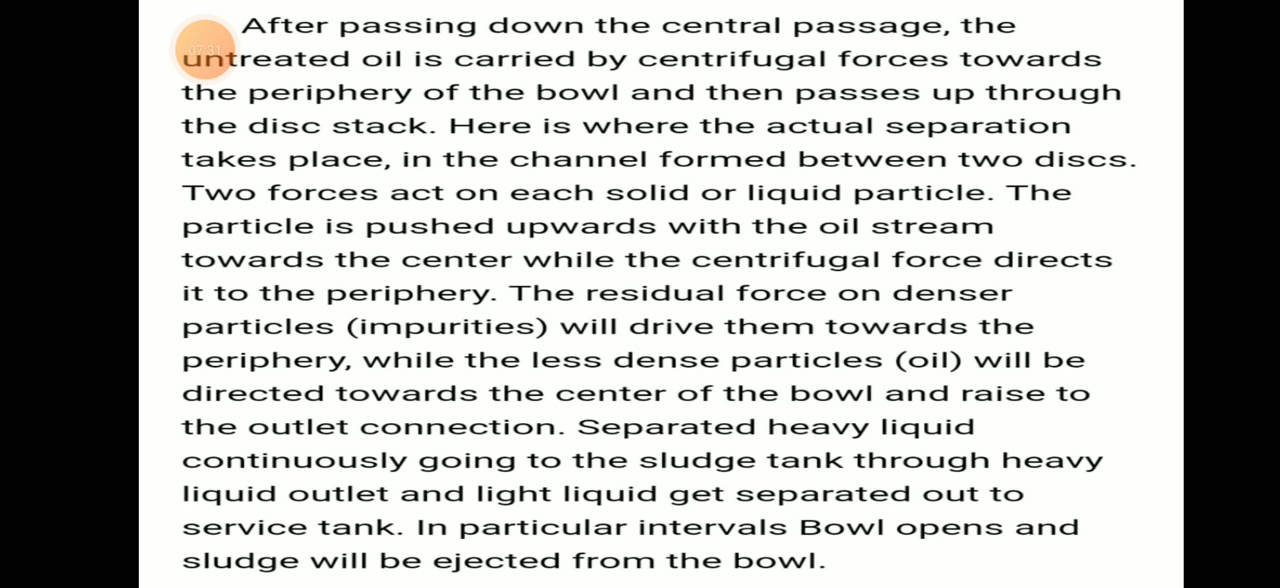 After passing down the central passage, the
07:31
untreated oil is carried by centrifugal forces towards
the periphery of the bowl and then passes up through
the disc stack. Here is where the actual separation
takes place, in the channel formed between two discs.
Two forces act on each solid or liquid particle. The
particle is pushed upwards with the oil stream
towards the center while the centrifugal force directs
it to the periphery. The residual force on denser
particles (impurities) will drive them towards the
periphery, while the less dense particles (oil) will be
directed towards the center of the bowl and raise to
the outlet connection. Separated heavy liquid
continuously going to the sludge tank through heavy
liquid outlet and light liquid get separated out to
service tank. In particular intervals Bowl opens and
sludge will be ejected from the bowl.